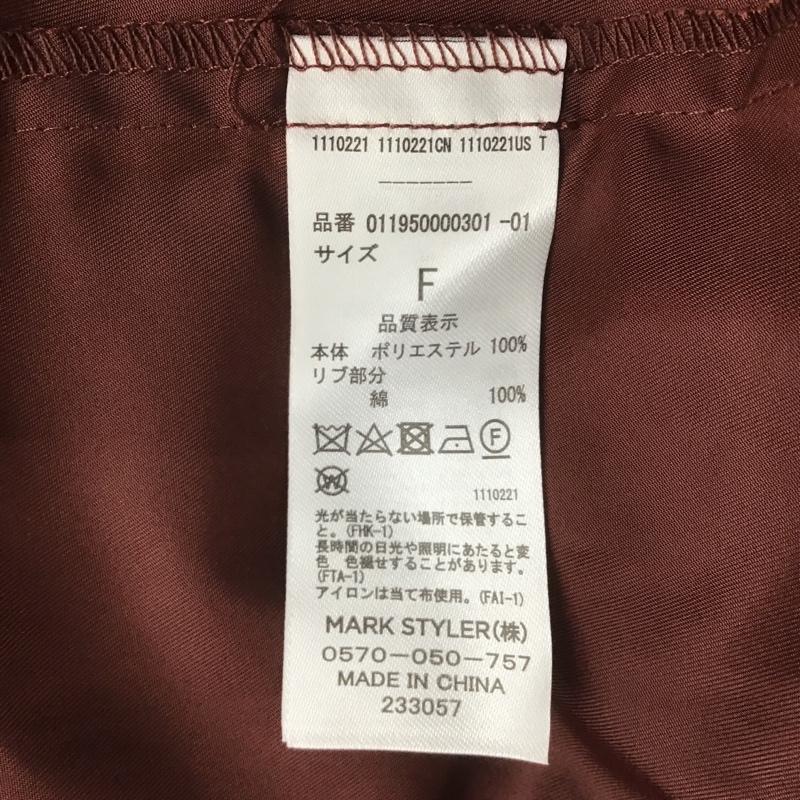 1110221 1110221CN 1110221US T
-------
品番 011950000301 -01
サイズ
F
品質表示
本体 ポリエステル 100%
リブ部分
綿 100%
F
W
1110221
光が当たらない場所で保管するこ
と。(FHK-1)
長時間の日光や照明にあたると変
色 色褪せすることがあります。
(FTA-1)
アイロンは当て布使用。(FAI-1)
MARK STYLER(株)
0570-050-757
MADE IN CHINA
233057